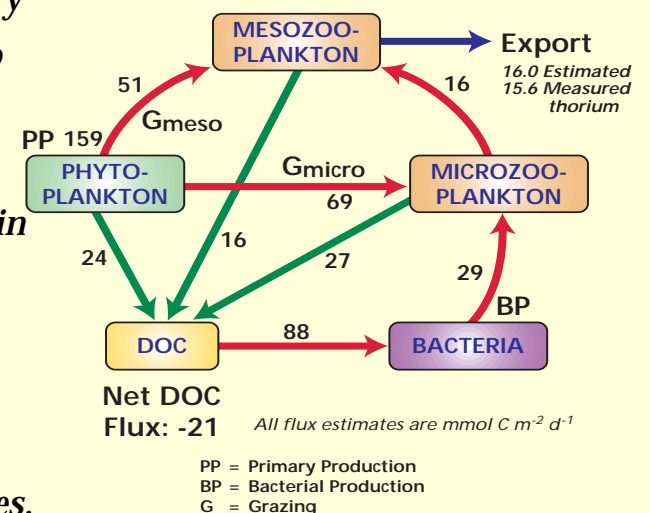 y
MESOZOO-
PLANKTON
Export
16.0 Estimated
15.6 Measured
thorium
51
16
Gmeso
PP 159
PHYTO-
PLANKTON
Gmicro
69
MICROZOO-
PLANKTON
in
24
16
27
29
BP
DOC
88
BACTERIA
Net DOC
Flux: -21
All flux estimates are mmol C m-2 d-1
PP = Primary Production
BP = Bacterial Production
G = Grazing
es.